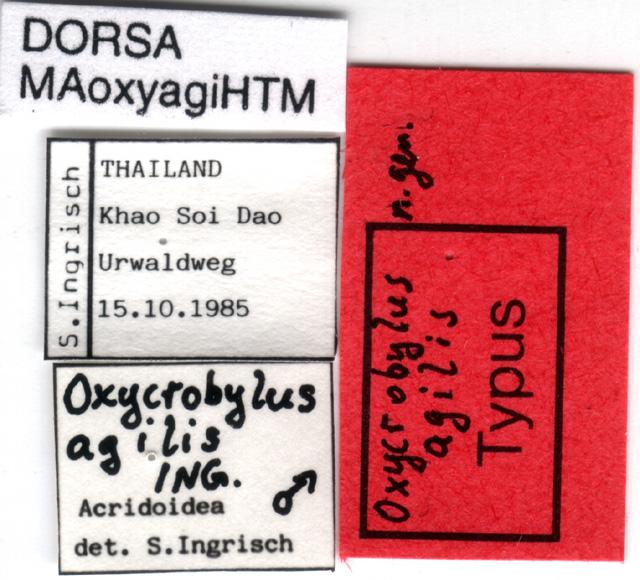 DORSA
MAoxyagiHTM
S.Ingrisch
THAILAND
Khao Soi Dao
Urwaldweg
15.10.1985
Oxycrobylus
agilis
ING.
Acridoidea ♂
det. S.Ingrisch
n. gen.
Oxycrobylus
agilis
Typus